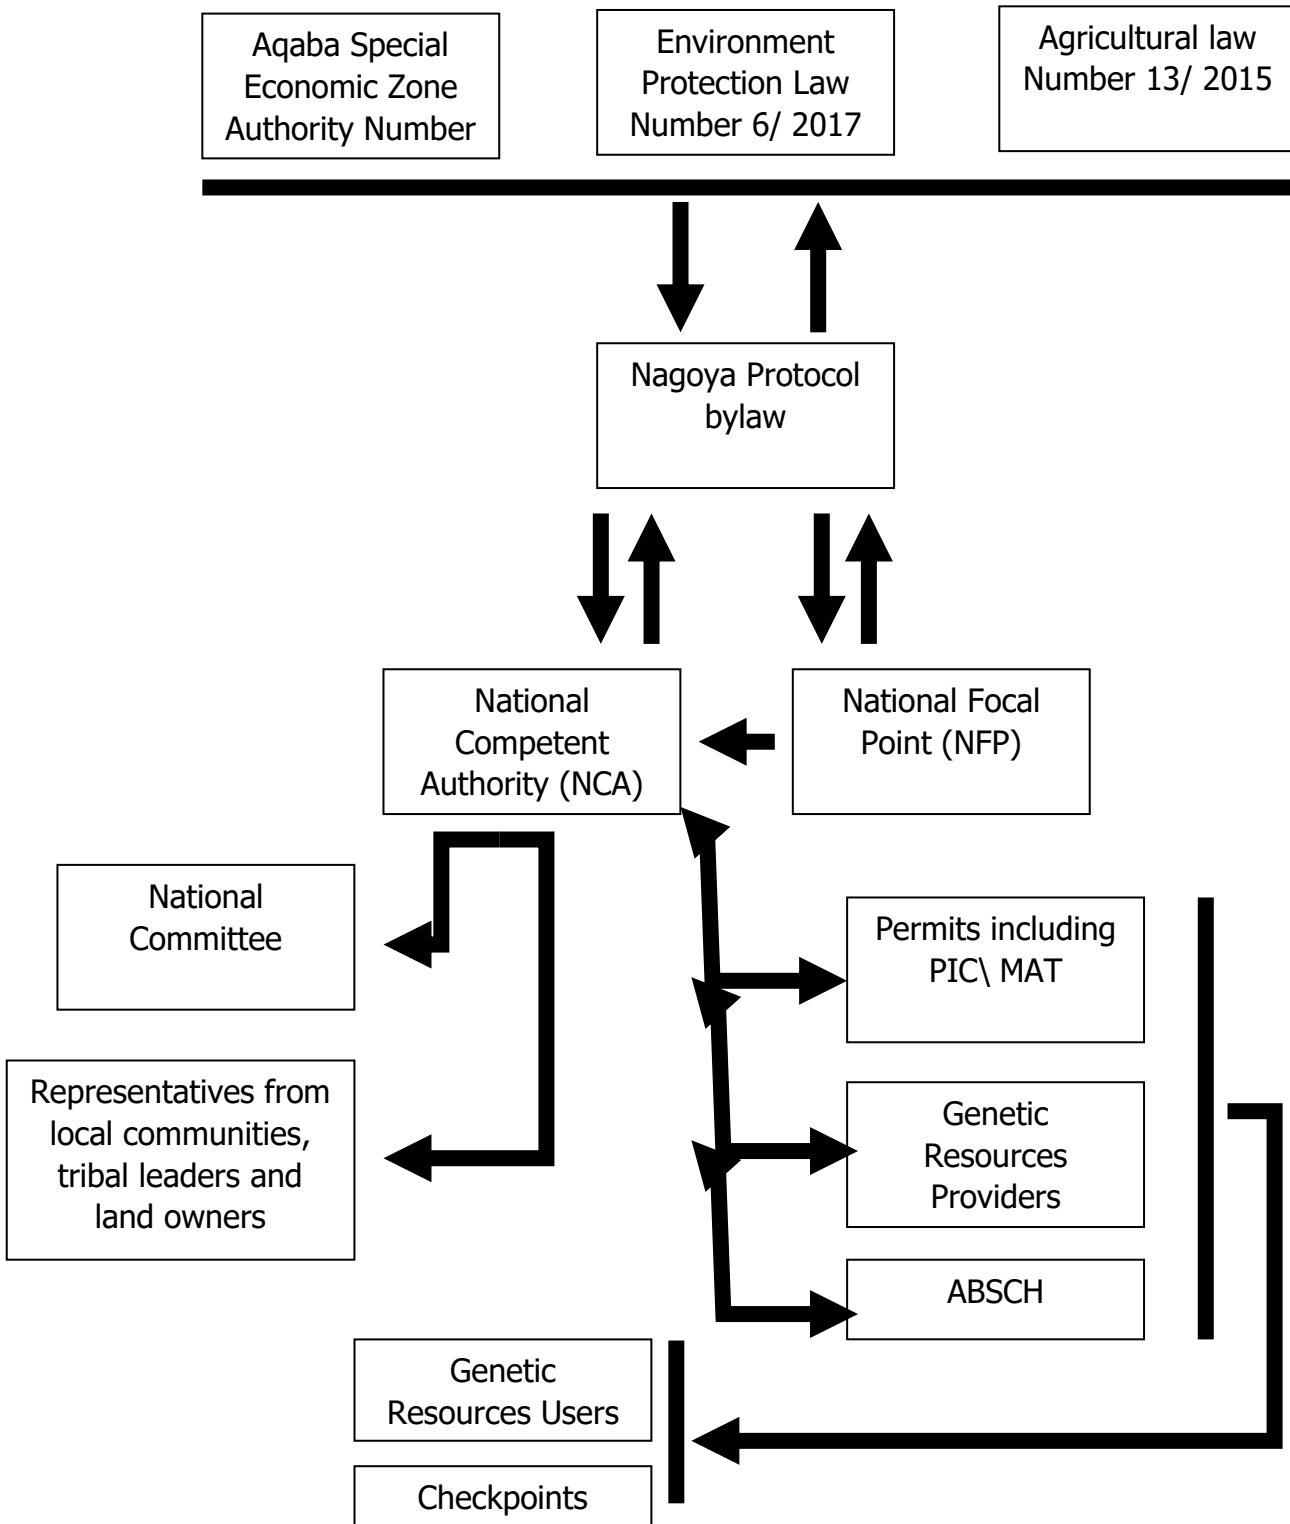 Aqaba Special
Economic Zone
Authority Number
Environment
Protection Law
Number 6/ 2017
Agricultural law
Number 13/ 2015
Nagoya Protocol
bylaw
National
Competent
Authority (NCA)
National Focal
Point (NFP)
National
Committee
Permits including
PIC\ MAT
Representatives from
local communities,
tribal leaders and
land owners
Genetic
Resources
Providers
ABSCH
Genetic
Resources Users
Checkpoints